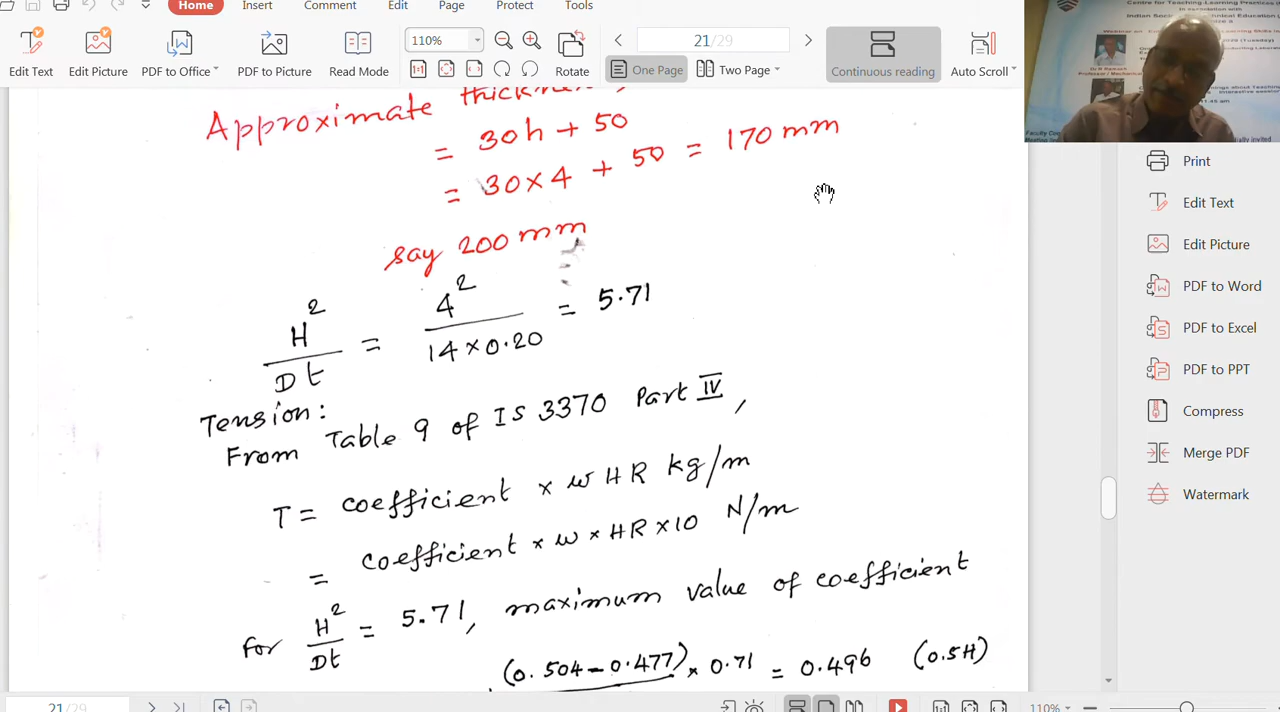 Home Insert Comment Edit Page Protect Tools
110% 21/29
Edit Text Edit Picture PDF to Office PDF to Picture Read Mode Rotate One Page Two Page Continuous reading Auto Scroll
Approximate thickness
= 30h + 50
= 30×4 + 50 = 170 mm
say 200 mm
H²/Dt = 4²/14×0.20 = 5.71
Tension:
From Table 9 of IS 3370 Part IV,
T = coefficient × w H R kg/m
= coefficient × w × HR × 10 N/m
For H²/Dt = 5.71, maximum value of coefficient
(0.504-0.477) × 0.71 = 0.496 (0.5H)
Print
Edit Text
Edit Picture
PDF to Word
PDF to Excel
PDF to PPT
Compress
Merge PDF
Watermark
21/29 110%